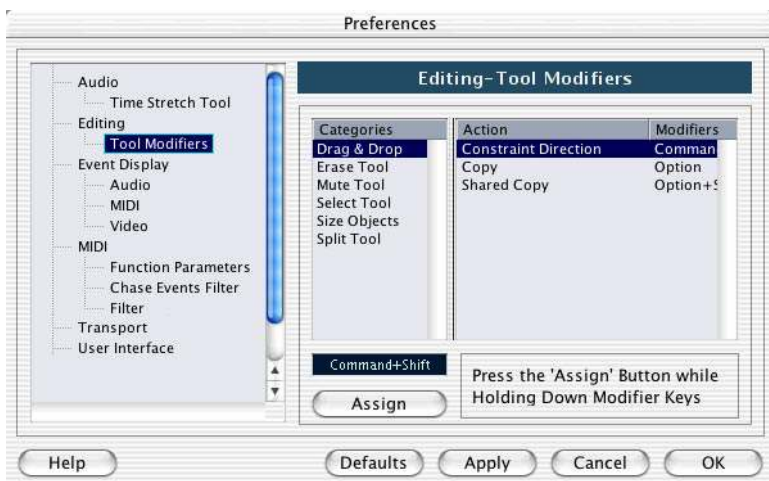 Preferences
Audio
Time Stretch Tool
Editing
Tool Modifiers
Event Display
Audio
MIDI
Video
MIDI
Function Parameters
Chase Events Filter
Filter
Transport
User Interface
Editing-Tool Modifiers
Categories
Drag & Drop
Erase Tool
Mute Tool
Select Tool
Size Objects
Split Tool
Action Modifiers
Constraint Direction Comman
Copy Option
Shared Copy Option+S
Command+Shift
Assign
Press the 'Assign' Button while
Holding Down Modifier Keys
Help Defaults Apply Cancel OK